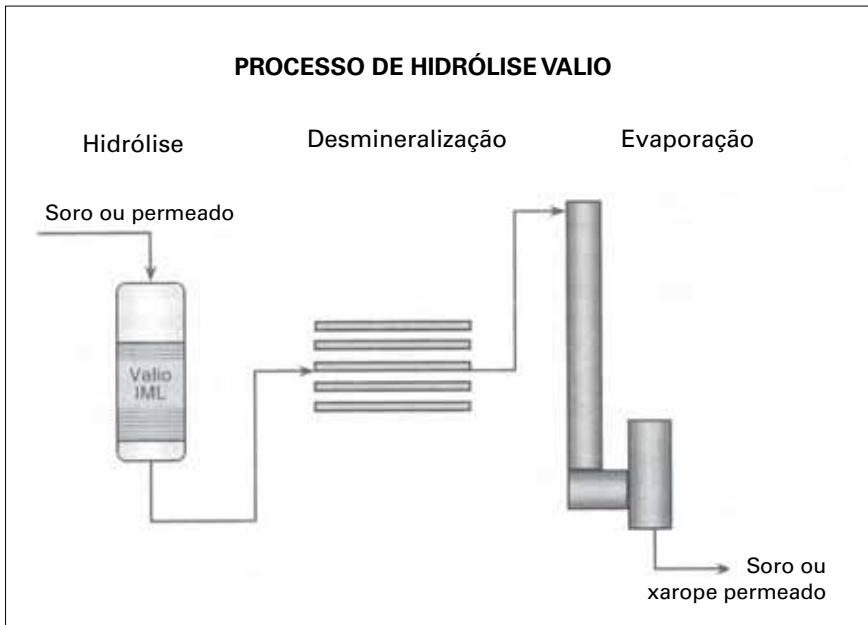 PROCESSO DE HIDRÓLISE VALIO
Hidrólise
Desmineralização
Evaporação
Soro ou permeado
Valio
IML
Soro ou
xarope permeado